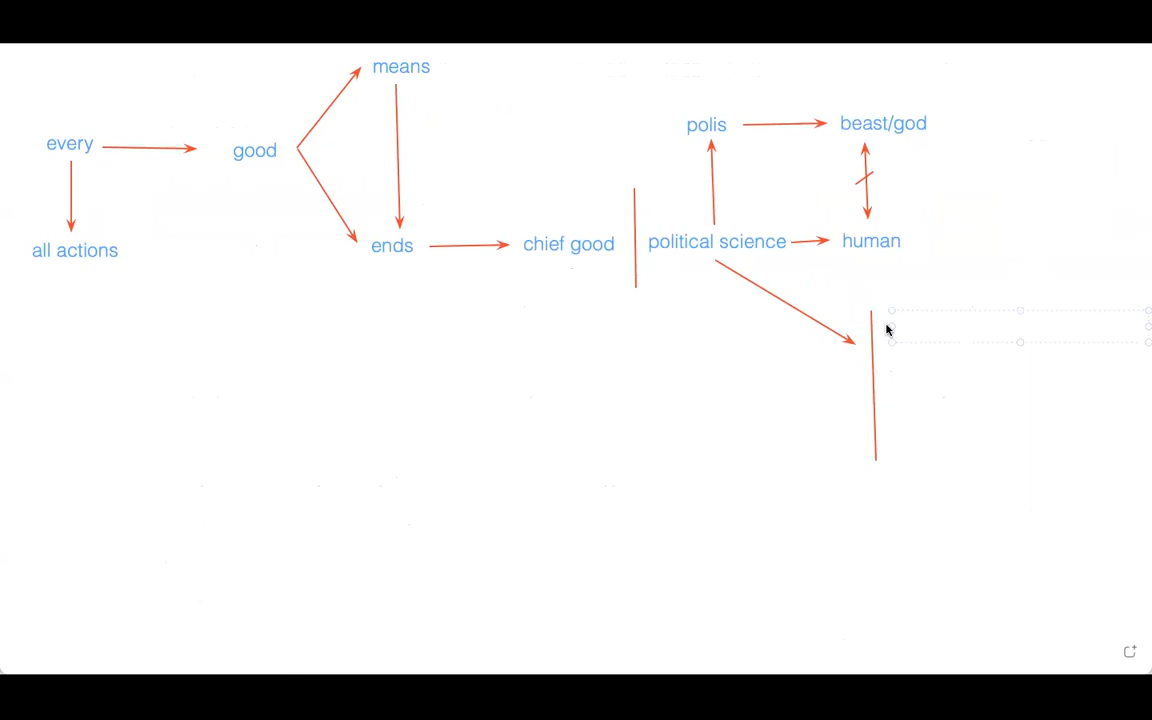 means
every
good
all actions
ends
chief good
polis
beast/god
political science
human